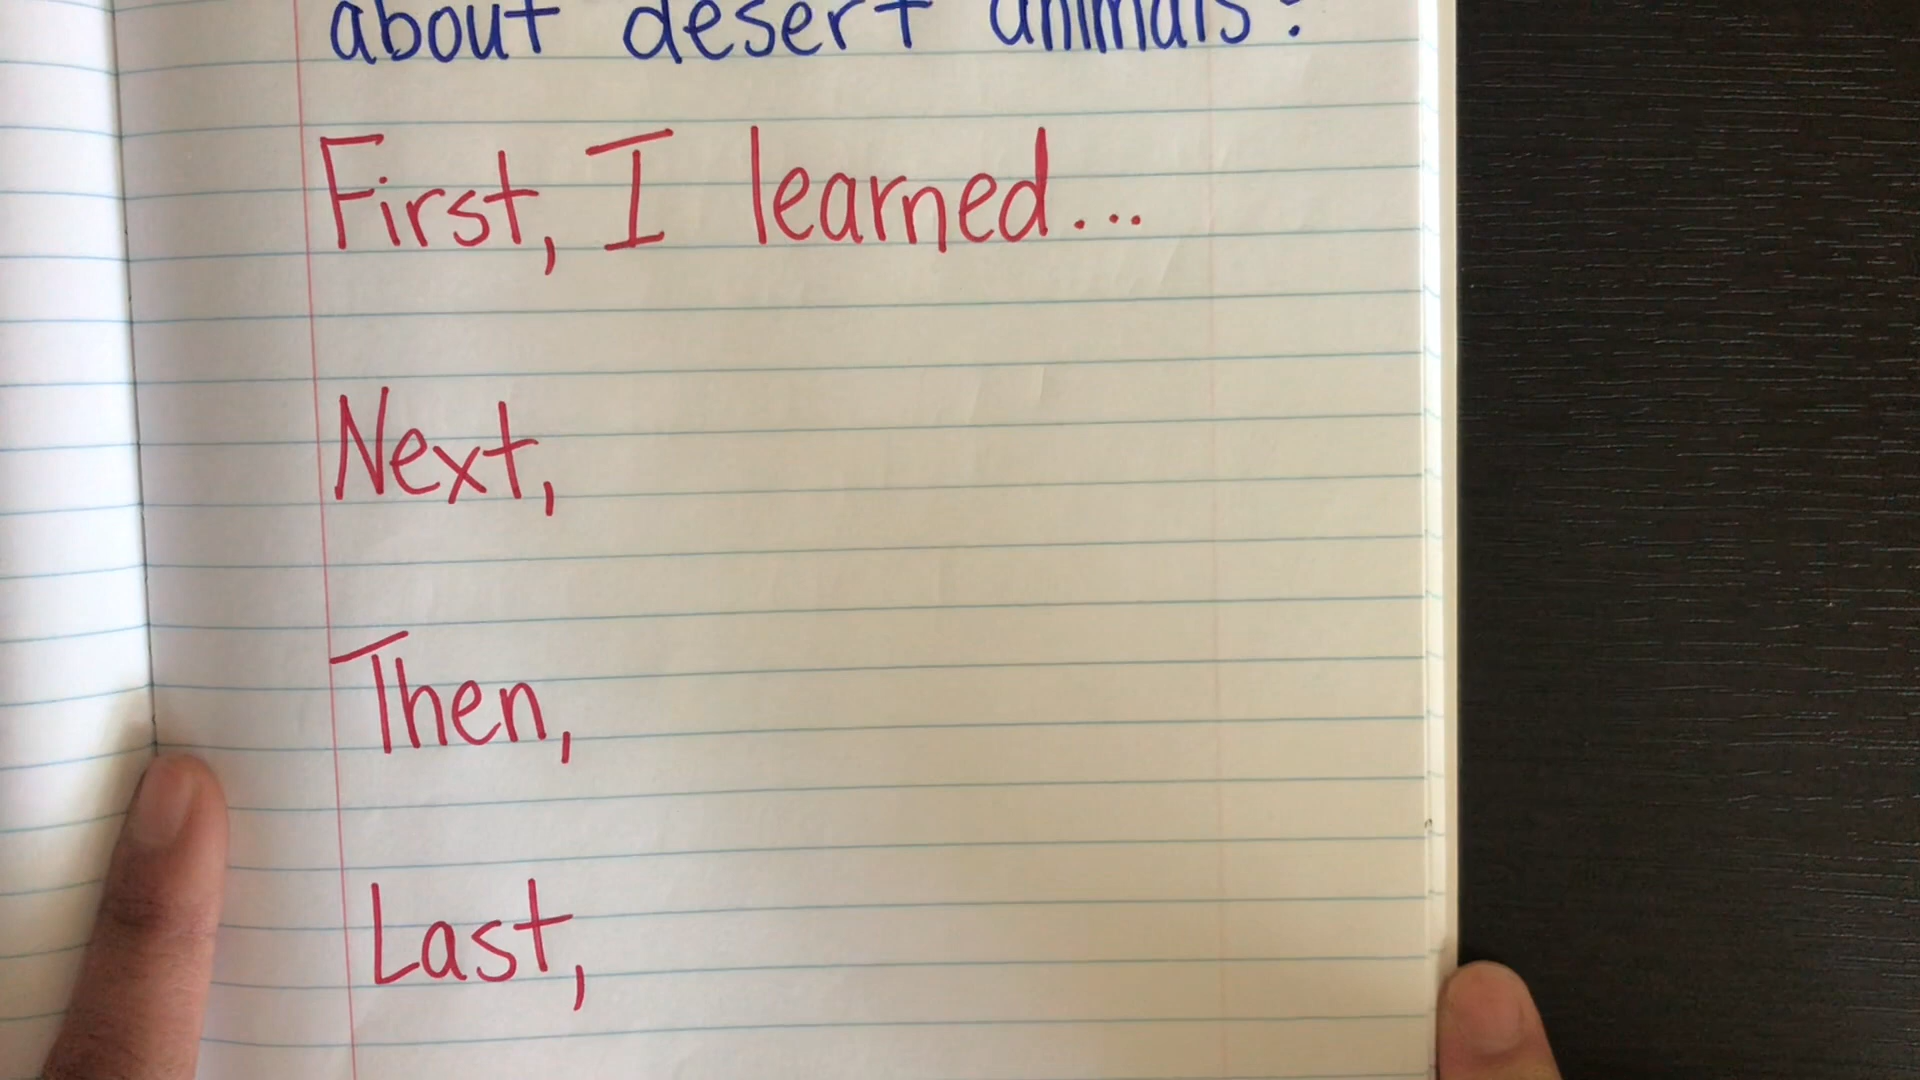 about desert animals?
First, I learned...
Next,
Then,
Last,